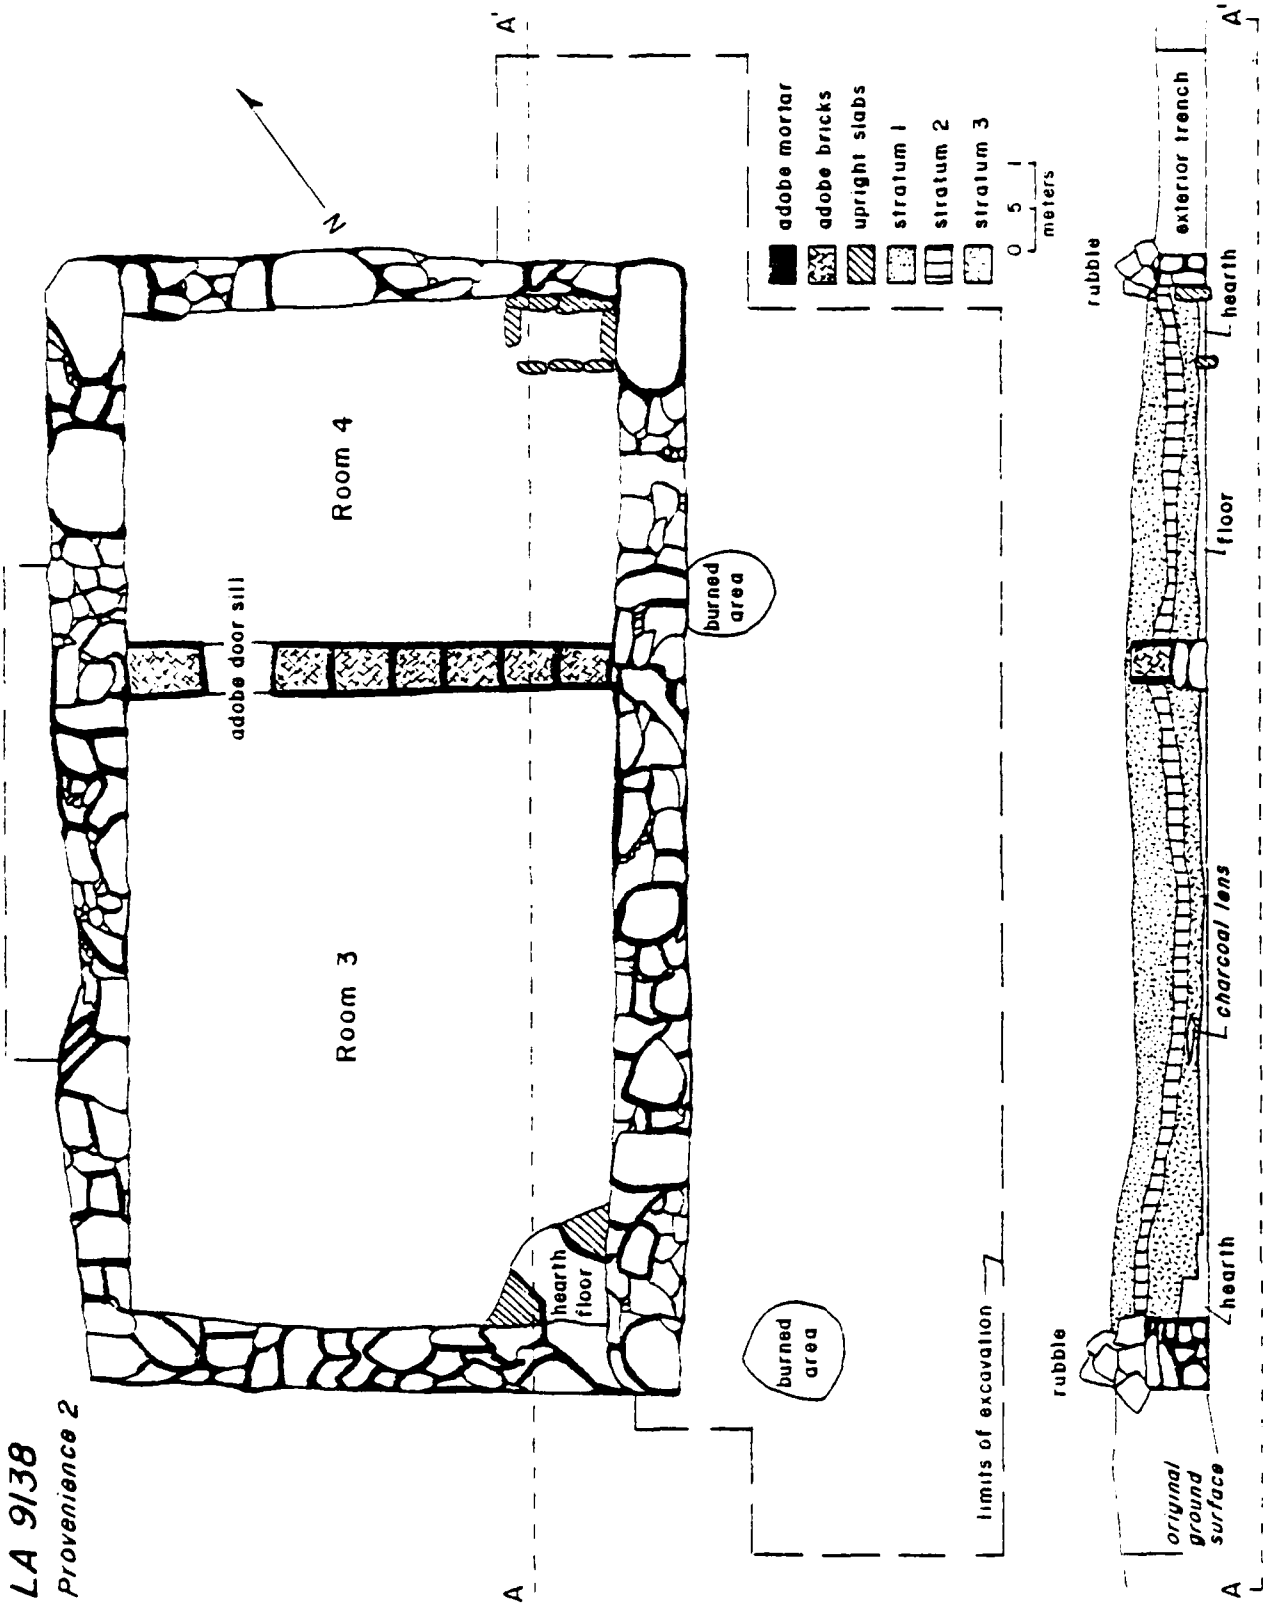 LA 9138
Provenience 2
A
A'
N
Room 3
Room 4
adobe door sill
hearth
floor
burned
area
burned
area
limits of excavation
adobe mortar
adobe bricks
upright slabs
stratum 1
stratum 2
stratum 3
0 5 1
meters
rubble
rubble
original
ground
surface
hearth
charcoal lens
floor
hearth
exterior trench
A
A'